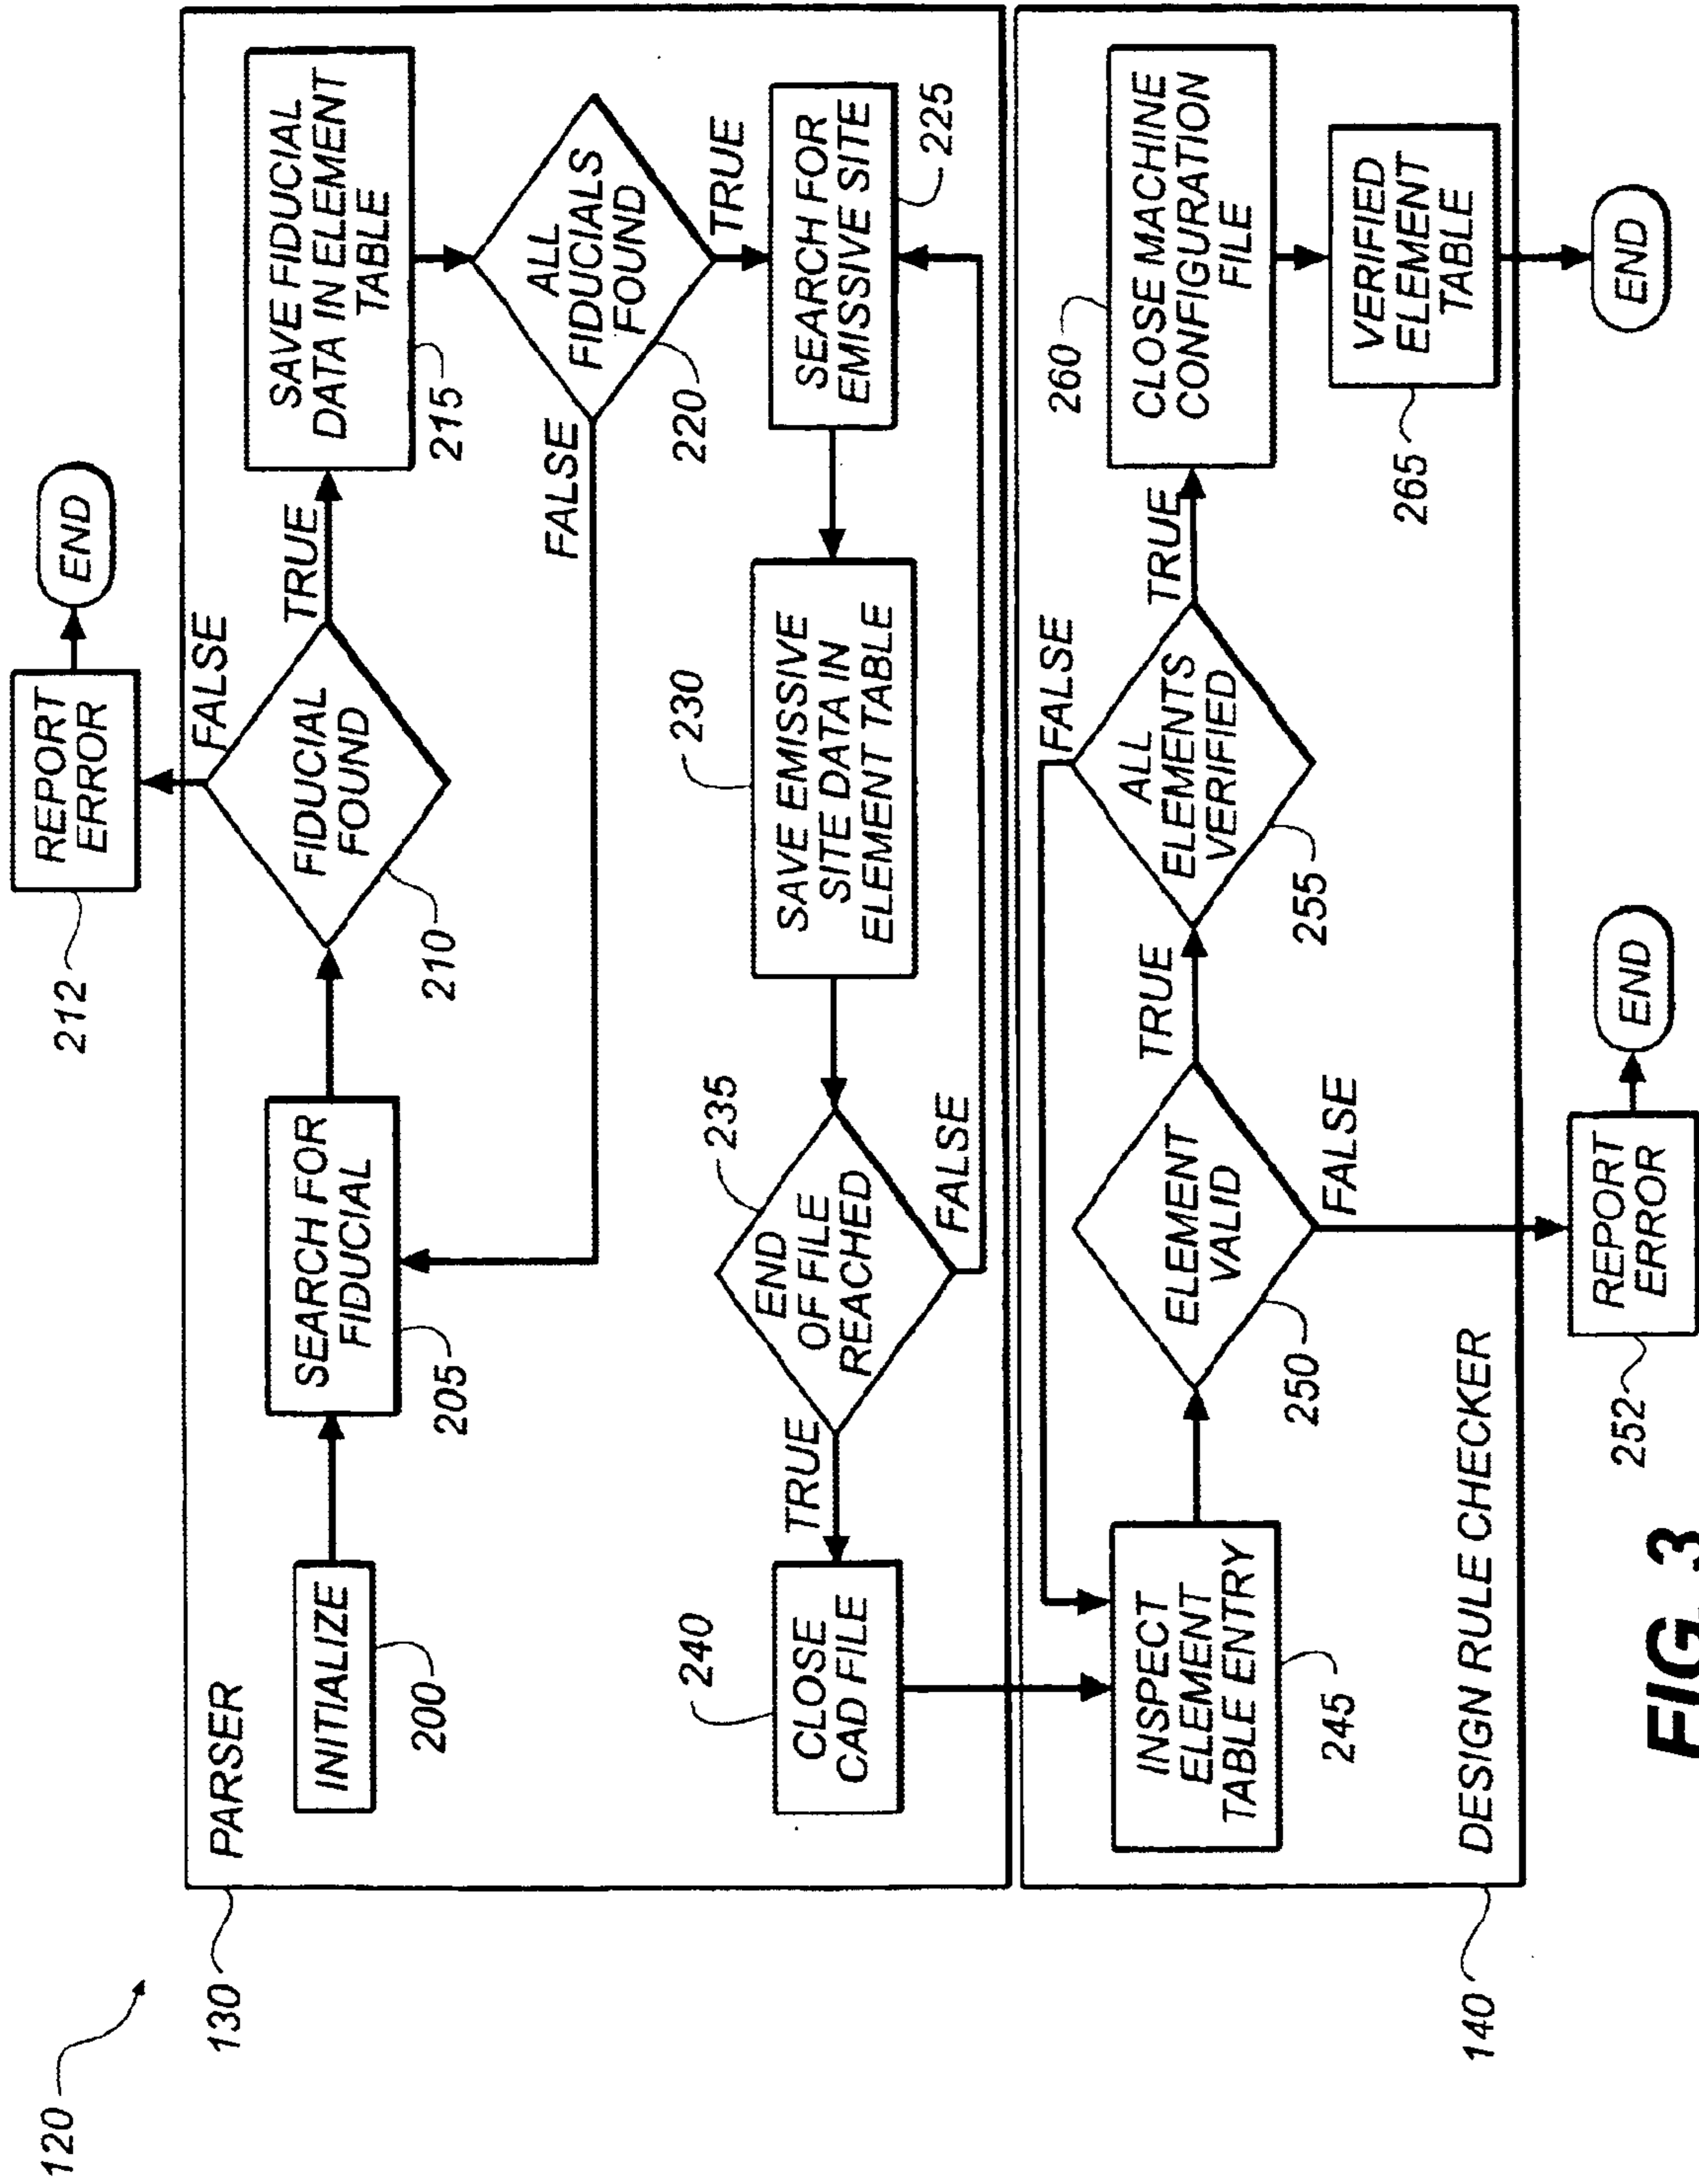 120
130
PARSER
REPORT
ERROR
END
212
FALSE
INITIALIZE
200
SEARCH FOR
FIDUCIAL
205
FIDUCIAL
FOUND
210
TRUE
SAVE FIDUCIAL
DATA IN ELEMENT
TABLE
215
FALSE
ALL
FIDUCIALS
FOUND
220
TRUE
CLOSE
CAD FILE
240
TRUE
END
OF FILE
REACHED
235
FALSE
SAVE EMISSIVE
SITE DATA IN
ELEMENT TABLE
230
SEARCH FOR
EMISSIVE SITE
225
INSPECT
ELEMENT
TABLE ENTRY
245
ELEMENT
VALID
250
TRUE
FALSE
ALL
ELEMENTS
VERIFIED
255
FALSE
TRUE
CLOSE MACHINE
CONFIGURATION
FILE
260
VERIFIED
ELEMENT
TABLE
265
END
DESIGN RULE CHECKER
140
REPORT
ERROR
252
END
FIG. 3